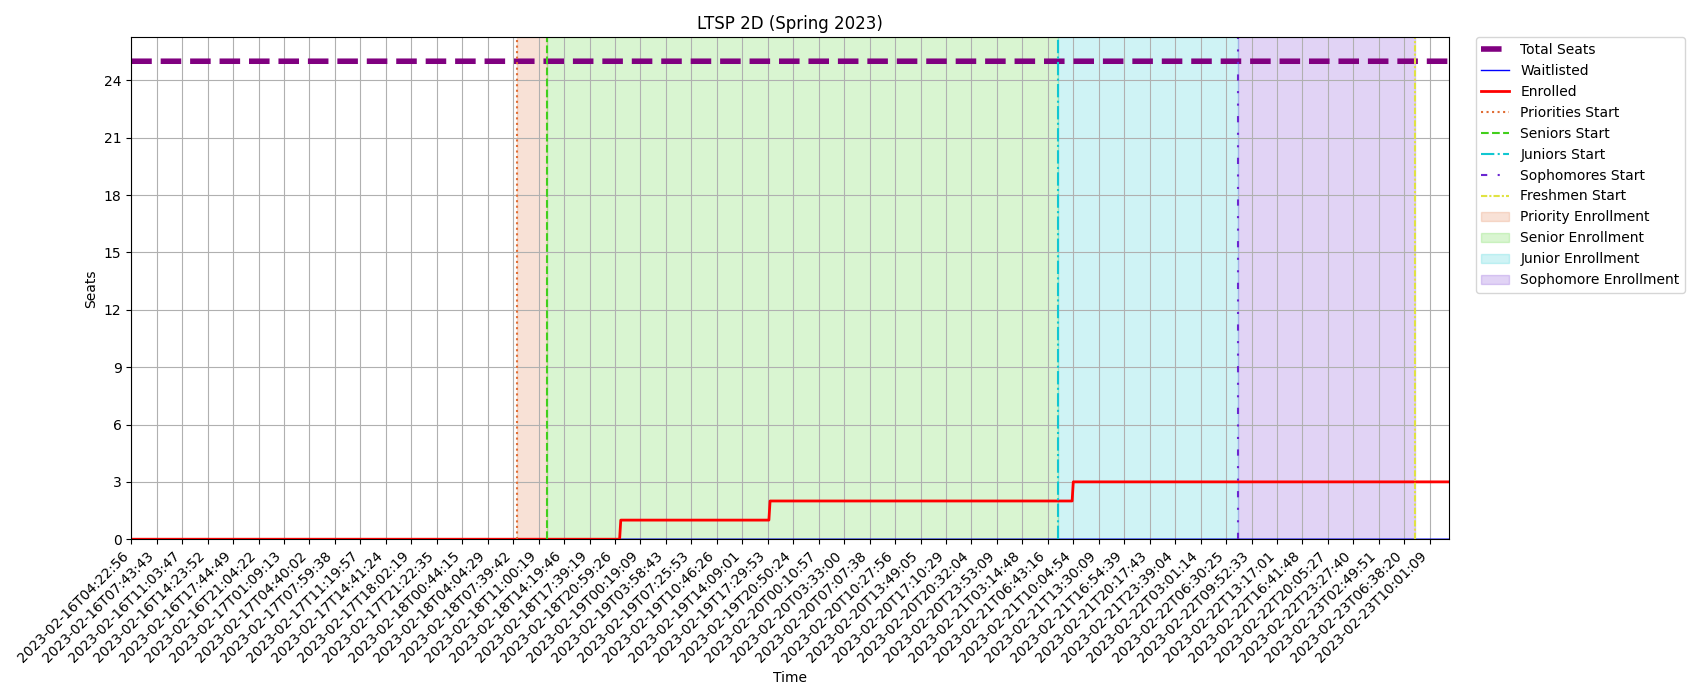 LTSP 2D (Spring 2023)
Total Seats
Waitlisted
Enrolled
Priorities Start
Seniors Start
Juniors Start
Sophomores Start
Freshmen Start
Priority Enrollment
Senior Enrollment
Junior Enrollment
Sophomore Enrollment
Seats
24
21
18
15
12
9
6
3
0
2023-02-16T04:22:56
2023-02-16T07:43:43
2023-02-16T11:03:47
2023-02-16T14:23:52
2023-02-16T17:44:49
2023-02-16T21:04:22
2023-02-17T01:09:13
2023-02-17T04:40:02
2023-02-17T07:59:38
2023-02-17T11:19:57
2023-02-17T14:41:24
2023-02-17T18:02:19
2023-02-17T21:22:35
2023-02-18T00:44:15
2023-02-18T04:04:29
2023-02-18T07:39:42
2023-02-18T11:00:19
2023-02-18T14:19:46
2023-02-18T17:39:19
2023-02-18T20:59:26
2023-02-19T00:19:09
2023-02-19T03:58:43
2023-02-19T07:25:53
2023-02-19T10:46:26
2023-02-19T14:09:01
2023-02-19T17:29:53
2023-02-19T20:50:24
2023-02-20T00:10:57
2023-02-20T03:33:00
2023-02-20T07:07:38
2023-02-20T10:27:56
2023-02-20T13:49:05
2023-02-20T17:10:29
2023-02-20T20:32:04
2023-02-20T23:53:09
2023-02-21T03:14:48
2023-02-21T06:43:16
2023-02-21T10:04:54
2023-02-21T13:30:09
2023-02-21T16:54:39
2023-02-21T20:17:43
2023-02-21T23:39:04
2023-02-22T03:01:14
2023-02-22T06:30:25
2023-02-22T09:52:33
2023-02-22T13:17:01
2023-02-22T16:41:48
2023-02-22T20:05:27
2023-02-22T23:27:40
2023-02-23T02:49:51
2023-02-23T06:38:20
2023-02-23T10:01:09
Time